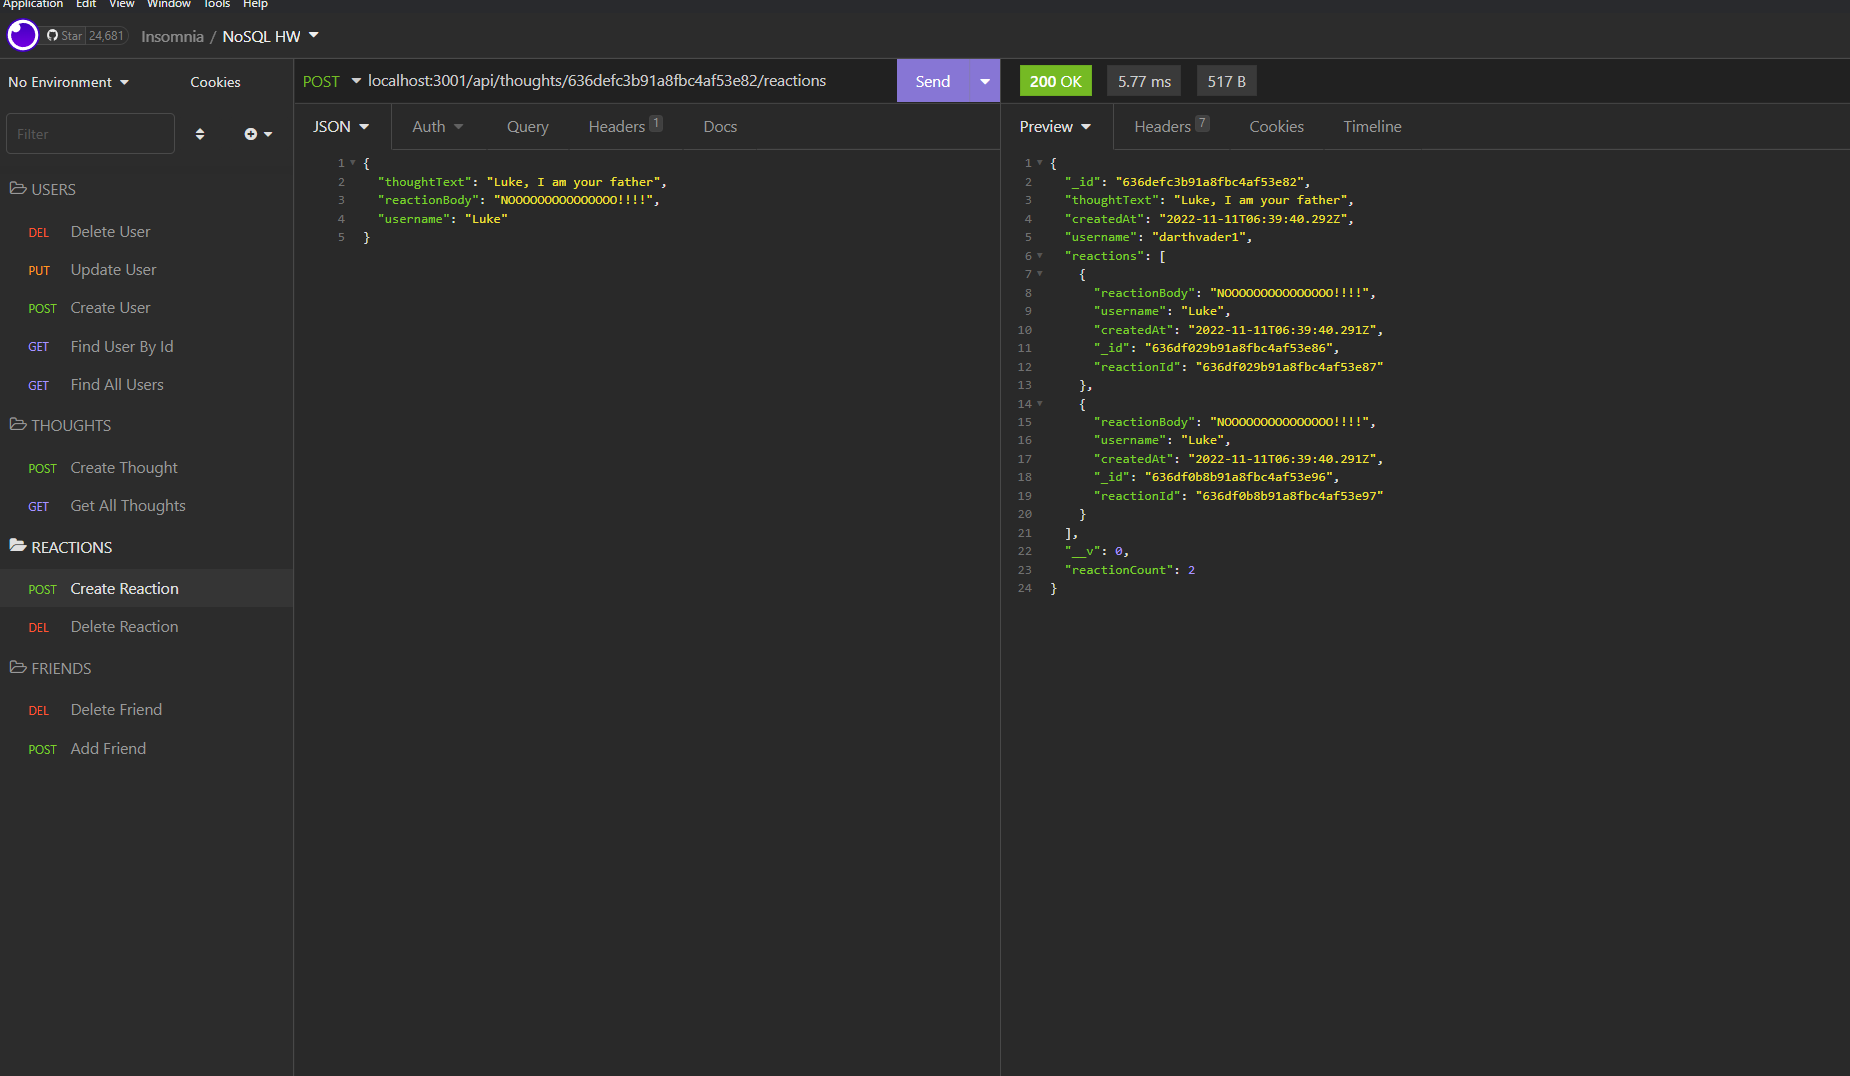 Application Edit View Window Tools Help
Star 24,681 Insomnia / NoSQL HW
No Environment Cookies
Filter
USERS
DEL Delete User
PUT Update User
POST Create User
GET Find User By Id
GET Find All Users
THOUGHTS
POST Create Thought
GET Get All Thoughts
REACTIONS
POST Create Reaction
DEL Delete Reaction
FRIENDS
DEL Delete Friend
POST Add Friend
POST localhost:3001/api/thoughts/636defc3b91a8fbc4af53e82/reactions Send
JSON Auth Query Headers 1 Docs
1 {
2 "thoughtText": "Luke, I am your father",
3 "reactionBody": "NOOOOOOOOOOOOOOO!!!!",
4 "username": "Luke"
5 }
200 OK 5.77 ms 517 B
Preview Headers 7 Cookies Timeline
1 {
2 "_id": "636defc3b91a8fbc4af53e82",
3 "thoughtText": "Luke, I am your father",
4 "createdAt": "2022-11-11T06:39:40.292Z",
5 "username": "darthvader1",
6 "reactions": [
7 {
8 "reactionBody": "NOOOOOOOOOOOOOOO!!!!",
9 "username": "Luke",
10 "createdAt": "2022-11-11T06:39:40.291Z",
11 "_id": "636df029b91a8fbc4af53e86",
12 "reactionId": "636df029b91a8fbc4af53e87"
13 },
14 {
15 "reactionBody": "NOOOOOOOOOOOOOOO!!!!",
16 "username": "Luke",
17 "createdAt": "2022-11-11T06:39:40.291Z",
18 "_id": "636df0b8b91a8fbc4af53e96",
19 "reactionId": "636df0b8b91a8fbc4af53e97"
20 }
21 ],
22 "__v": 0,
23 "reactionCount": 2
24 }